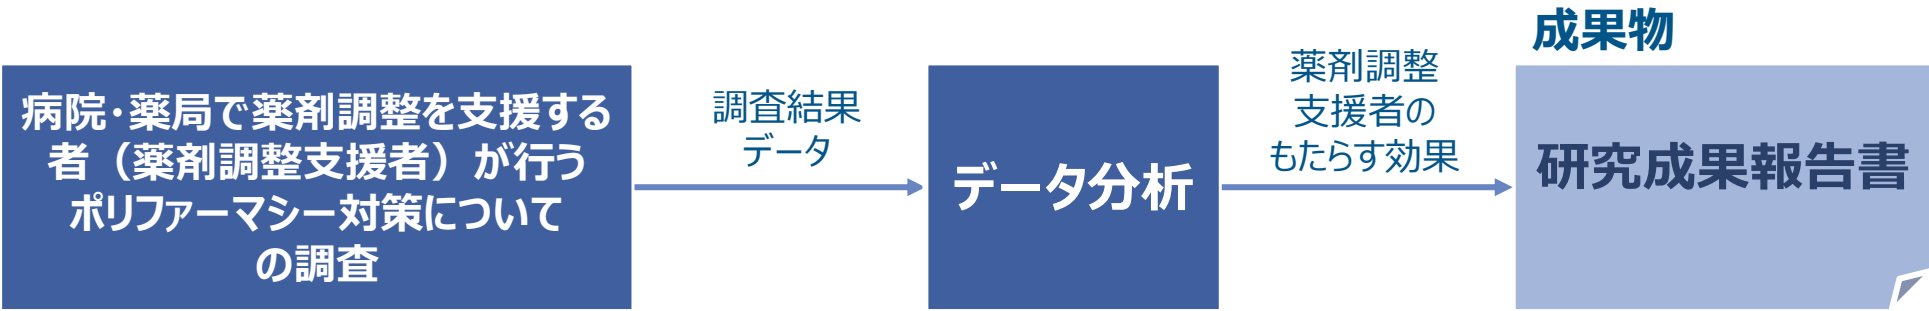 病院・薬局で薬剤調整を支援する
者（薬剤調整支援者）が行う
ポリファーマシー対策について
の調査
調査結果
データ
データ分析
薬剤調整
支援者の
もたらす効果
成果物
研究成果報告書